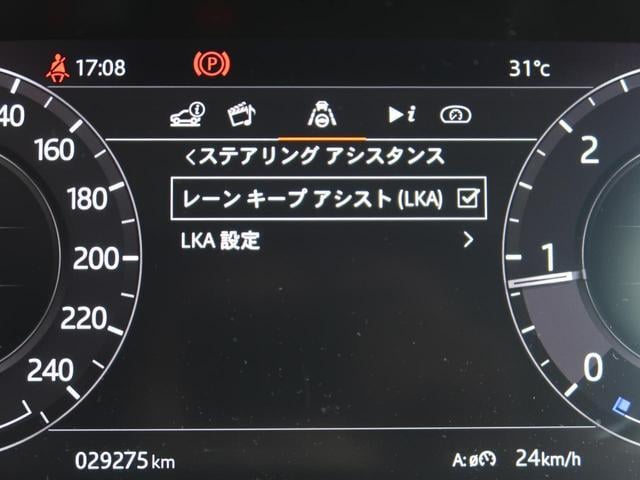 17:08
P
31°c
i
i
<ステアリング アシスタンス
レーン キープ アシスト (LKA)
LKA 設定
40
160
180
200
220
240
2
1
0
029275 km
A:ø 24km/h